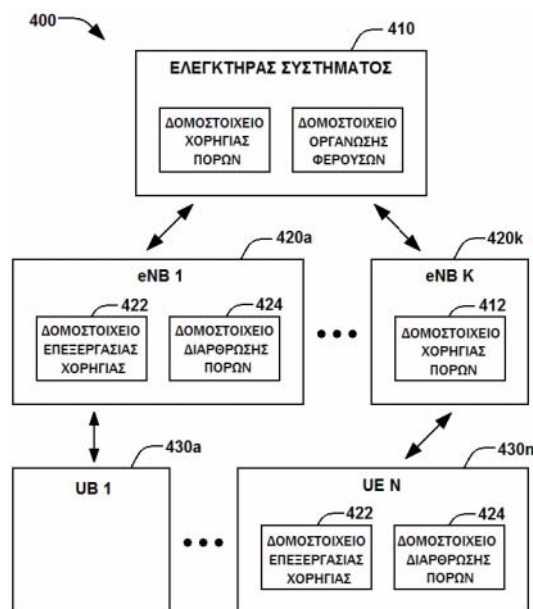 400
410
ΕΛΕΓΚΤΗΡΑΣ ΣΥΣΤΗΜΑΤΟΣ
ΔΟΜΟΣΤΟΙΧΕΙΟ
ΧΟΡΗΓΙΑΣ
ΠΟΡΩΝ
ΔΟΜΟΣΤΟΙΧΕΙΟ
ΟΡΓΑΝΩΣΗΣ
ΦΕΡΟΥΣΩΝ
420a
eNB 1
422
ΔΟΜΟΣΤΟΙΧΕΙΟ
ΕΠΕΞΕΡΓΑΣΙΑΣ
ΧΟΡΗΓΙΑΣ
424
ΔΟΜΟΣΤΟΙΧΕΙΟ
ΔΙΑΡΘΡΩΣΗΣ
ΠΟΡΩΝ
420k
eNB K
412
ΔΟΜΟΣΤΟΙΧΕΙΟ
ΧΟΡΗΓΙΑΣ
ΠΟΡΩΝ
430a
UB 1
430n
UE N
422
ΔΟΜΟΣΤΟΙΧΕΙΟ
ΕΠΕΞΕΡΓΑΣΙΑΣ
ΧΟΡΗΓΙΑΣ
424
ΔΟΜΟΣΤΟΙΧΕΙΟ
ΔΙΑΡΘΡΩΣΗΣ
ΠΟΡΩΝ